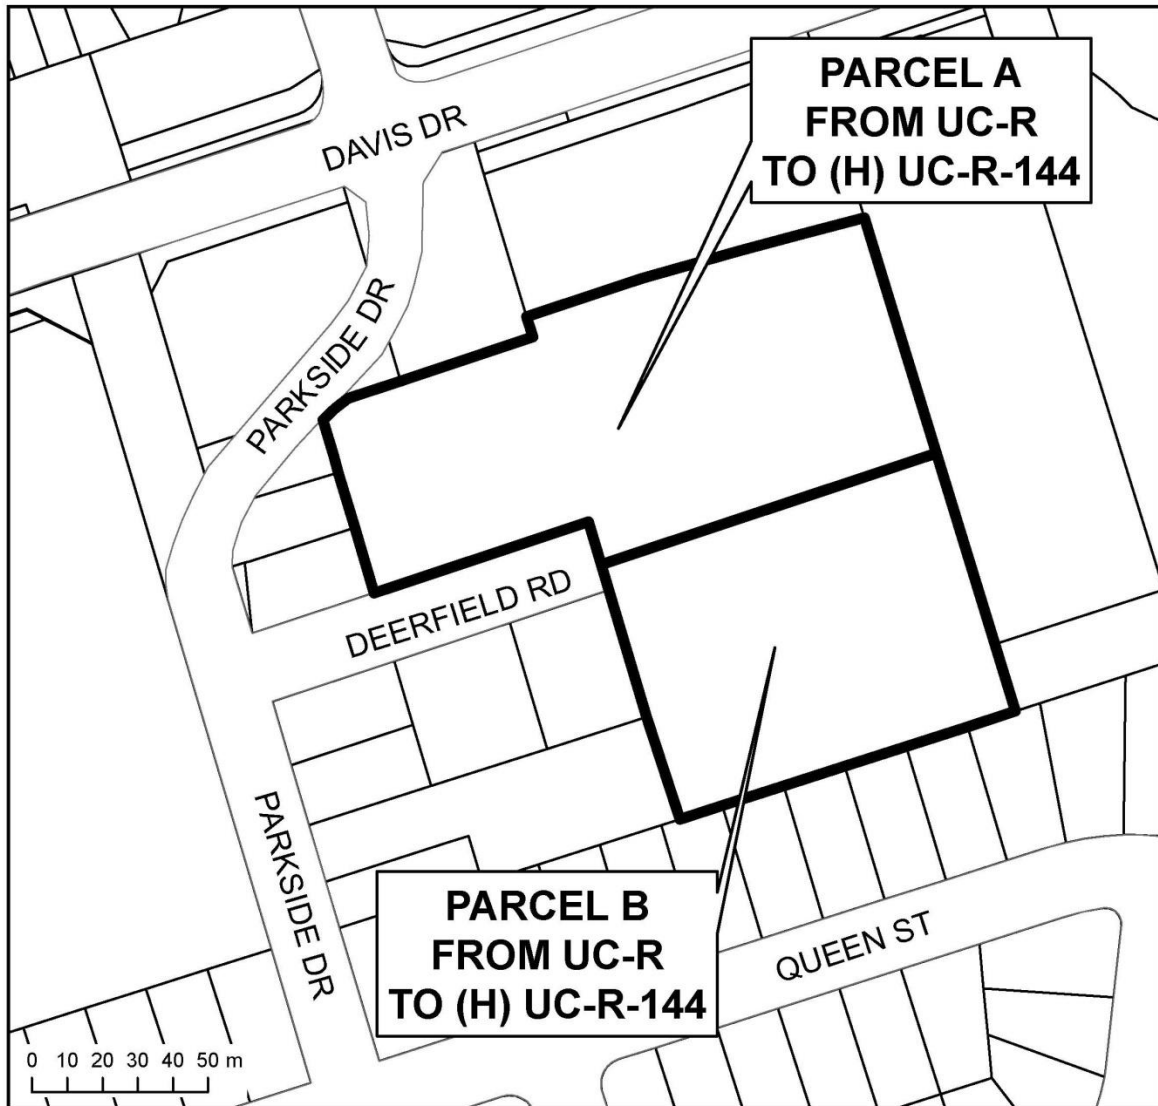 PARCEL A
FROM UC-R
TO (H) UC-R-144
DAVIS DR
PARKSIDE DR
DEERFIELD RD
PARKSIDE DR
PARCEL B
FROM UC-R
TO (H) UC-R-144
QUEEN ST
0 10 20 30 40 50 m